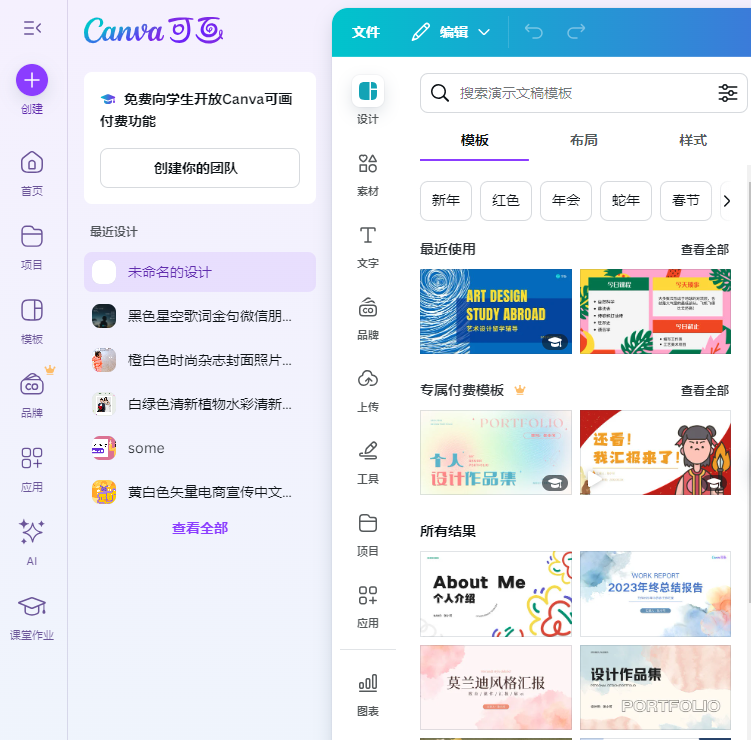 创建
首页
项目
模板
品牌
应用
AI
课堂作业
Canva可画
免费向学生开放Canva可画
付费功能
创建你的团队
最近设计
未命名的设计
黑色星空歌词金句微信朋...
橙白色时尚杂志封面照片...
白绿色清新植物水彩清新...
some
黄白色矢量电商宣传中文...
查看全部
文件
编辑
设计
素材
文字
品牌
上传
工具
项目
应用
图表
搜索演示文稿模板
模板
布局
样式
新年
红色
年会
蛇年
春节
最近使用
查看全部
ART DESIGN
STUDY ABROAD
艺术设计留学辅导
今日课程
今天琐事
今日截止
专属付费模板
查看全部
PORTFOLIO
个人
设计作品集
还看!
我汇报来了!
所有结果
About Me
个人介绍
WORK REPORT
2023年终总结报告
莫兰迪风格汇报
设计作品集
PORTFOLIO